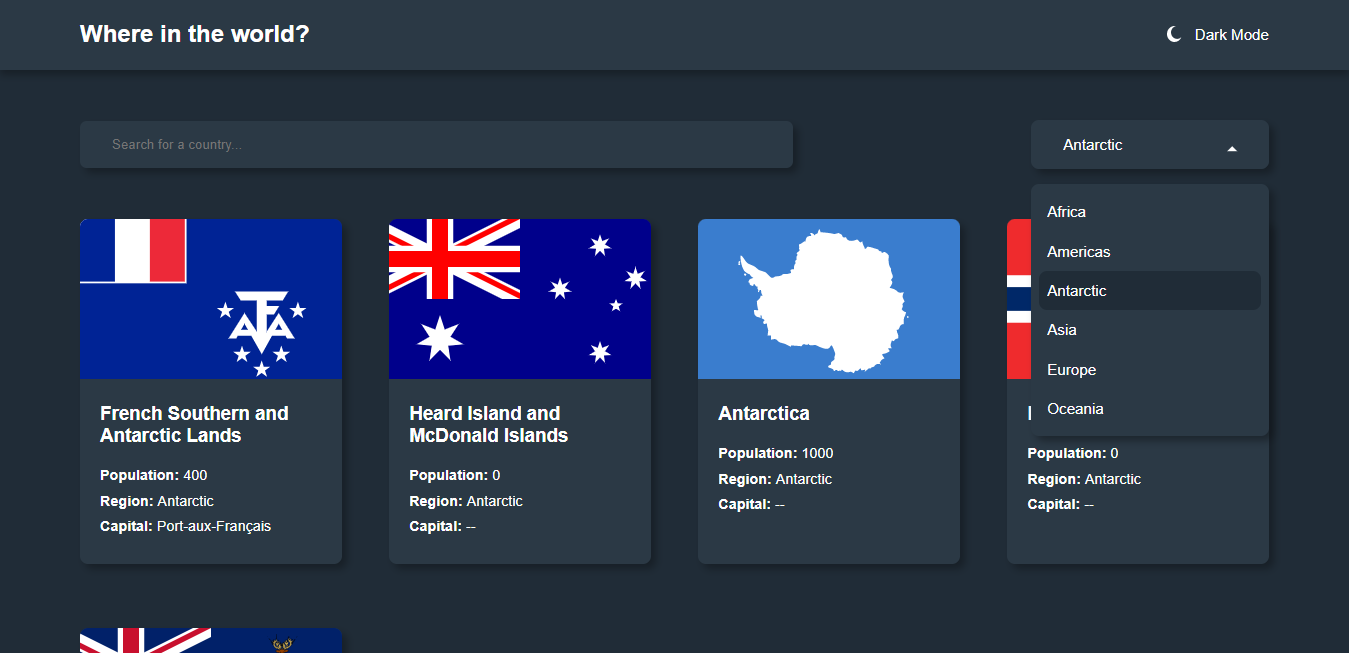 Where in the world?
Dark Mode
Search for a country...
Antarctic
Africa
Americas
Antarctic
Asia
Europe
Oceania
French Southern and
Antarctic Lands
Population: 400
Region: Antarctic
Capital: Port-aux-Français
Heard Island and
McDonald Islands
Population: 0
Region: Antarctic
Capital: --
Antarctica
Population: 1000
Region: Antarctic
Capital: --
Population: 0
Region: Antarctic
Capital: --